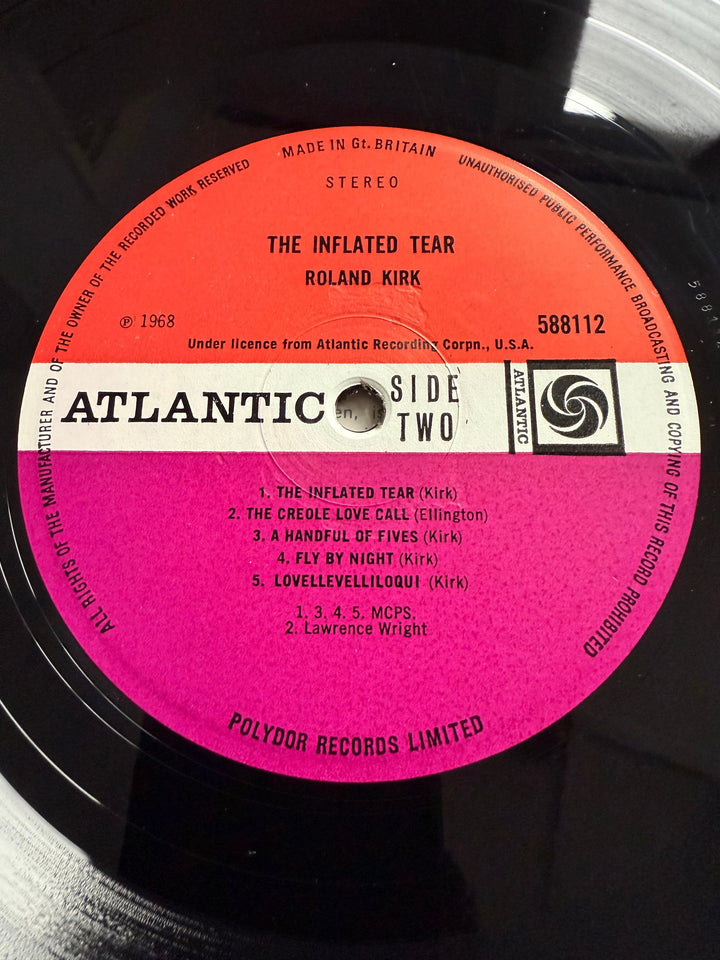 MADE IN Gt. BRITAIN
UNAUTHORISED PUBLIC PERFORMANCE BROADCASTING AND COPYING OF THIS RECORD PROHIBITED
ALL RIGHTS OF THE MANUFACTURER AND OF THE OWNER OF THE RECORDED WORK RESERVED
STEREO
THE INFLATED TEAR
ROLAND KIRK
℗ 1968
588112
Under licence from Atlantic Recording Corpn., U.S.A.
ATLANTIC
SIDE
TWO
ATLANTIC
1. THE INFLATED TEAR (Kirk)
2. THE CREOLE LOVE CALL (Ellington)
3. A HANDFUL OF FIVES (Kirk)
4. FLY BY NIGHT (Kirk)
5. LOVELLEVELLILOQUI (Kirk)
1. 3. 4. 5. MCPS.
2. Lawrence Wright
POLYDOR RECORDS LIMITED